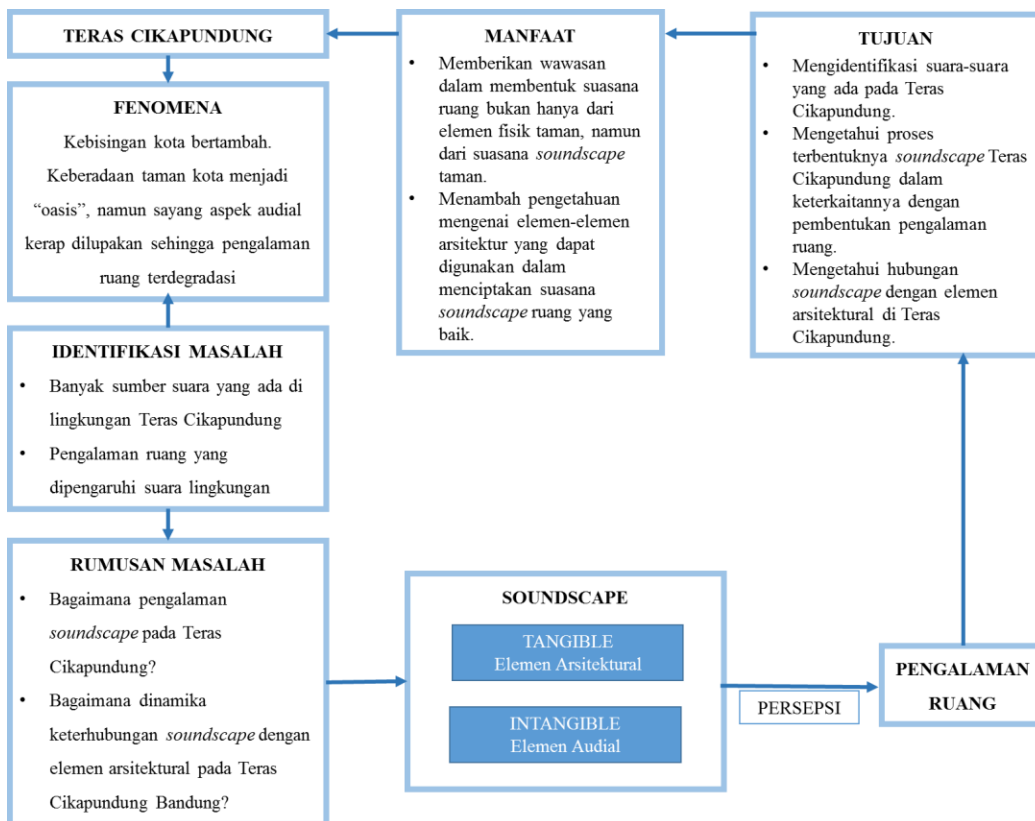 TERAS CIKAPUNDUNG
FENOMENA
Kebisingan kota bertambah.
Keberadaan taman kota menjadi
“oasis”, namun sayang aspek audial
kerap dilupakan sehingga pengalaman
ruang terdegradasi
IDENTIFIKASI MASALAH
• Banyak sumber suara yang ada di
lingkungan Teras Cikapundung
• Pengalaman ruang yang
dipengaruhi suara lingkungan
RUMUSAN MASALAH
• Bagaimana pengalaman
soundscape pada Teras
Cikapundung?
• Bagaimana dinamika
keterhubungan soundscape dengan
elemen arsitektural pada Teras
Cikapundung Bandung?
SOUNDSCAPE
TANGIBLE
Elemen Arsitektural
INTANGIBLE
Elemen Audial
PERSEPSI
PENGALAMAN
RUANG
TUJUAN
• Mengidentifikasi suara-suara
yang ada pada Teras
Cikapundung.
• Mengetahui proses
terbentuknya soundscape Teras
Cikapundung dalam
keterkaitannya dengan
pembentukan pengalaman
ruang.
• Mengetahui hubungan
soundscape dengan elemen
arsitektural di Teras
Cikapundung.
MANFAAT
• Memberikan wawasan
dalam membentuk suasana
ruang bukan hanya dari
elemen fisik taman, namun
dari suasana soundscape
taman.
• Menambah pengetahuan
mengenai elemen-elemen
arsitektur yang dapat
digunakan dalam
menciptakan suasana
soundscape ruang yang
baik.